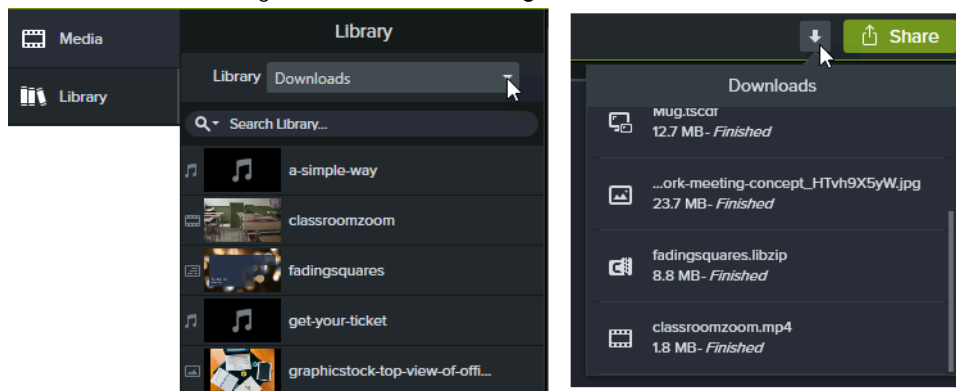 Media
Library
Library
Library Downloads
Search Library...
a-simple-way
classroomzoom
fadingsquares
get-your-ticket
graphicstock-top-view-of-offi...
Share
Downloads
Mug.tscdf
12.7 MB- Finished
...ork-meeting-concept_HTvh9X5yW.jpg
23.7 MB- Finished
fadingsquares.libzip
8.8 MB- Finished
classroomzoom.mp4
1.8 MB- Finished